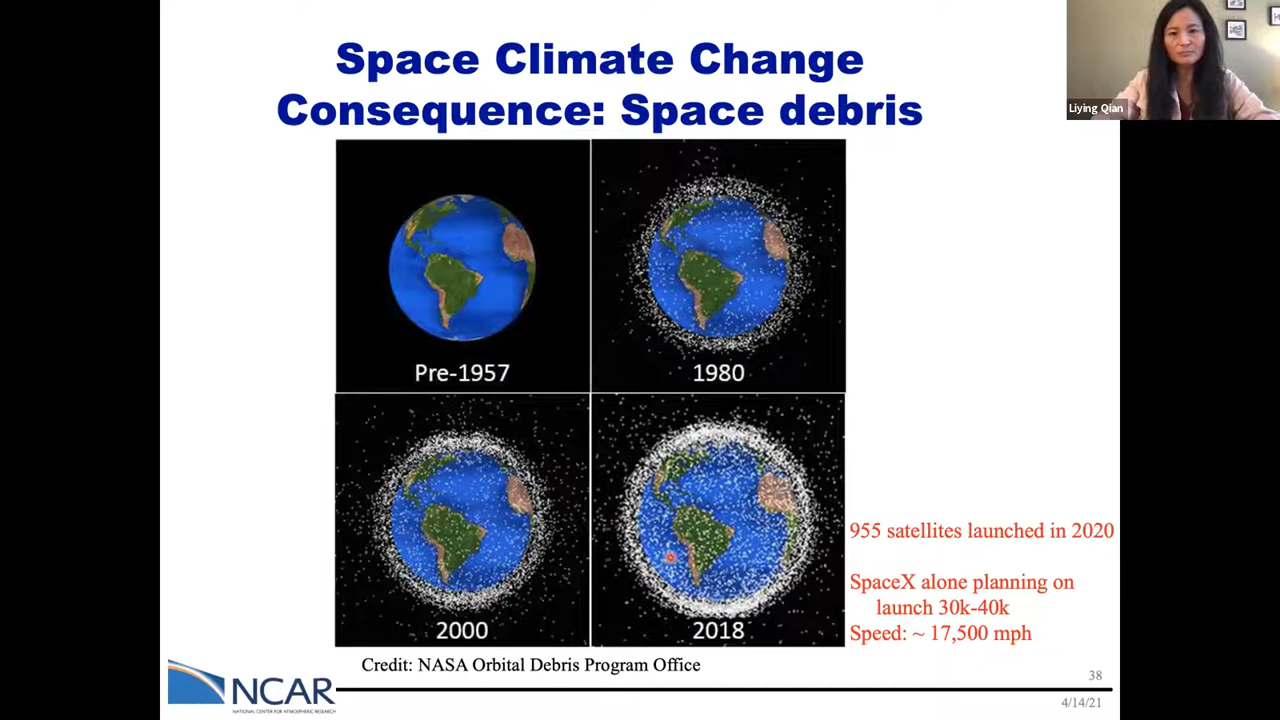 Space Climate Change
Consequence: Space debris
Liying Qian
Pre-1957
1980
2000
2018
955 satellites launched in 2020
SpaceX alone planning on
launch 30k-40k
Speed: ~ 17,500 mph
Credit: NASA Orbital Debris Program Office
NCAR
NATIONAL CENTER FOR ATMOSPHERIC RESEARCH
38
4/14/21